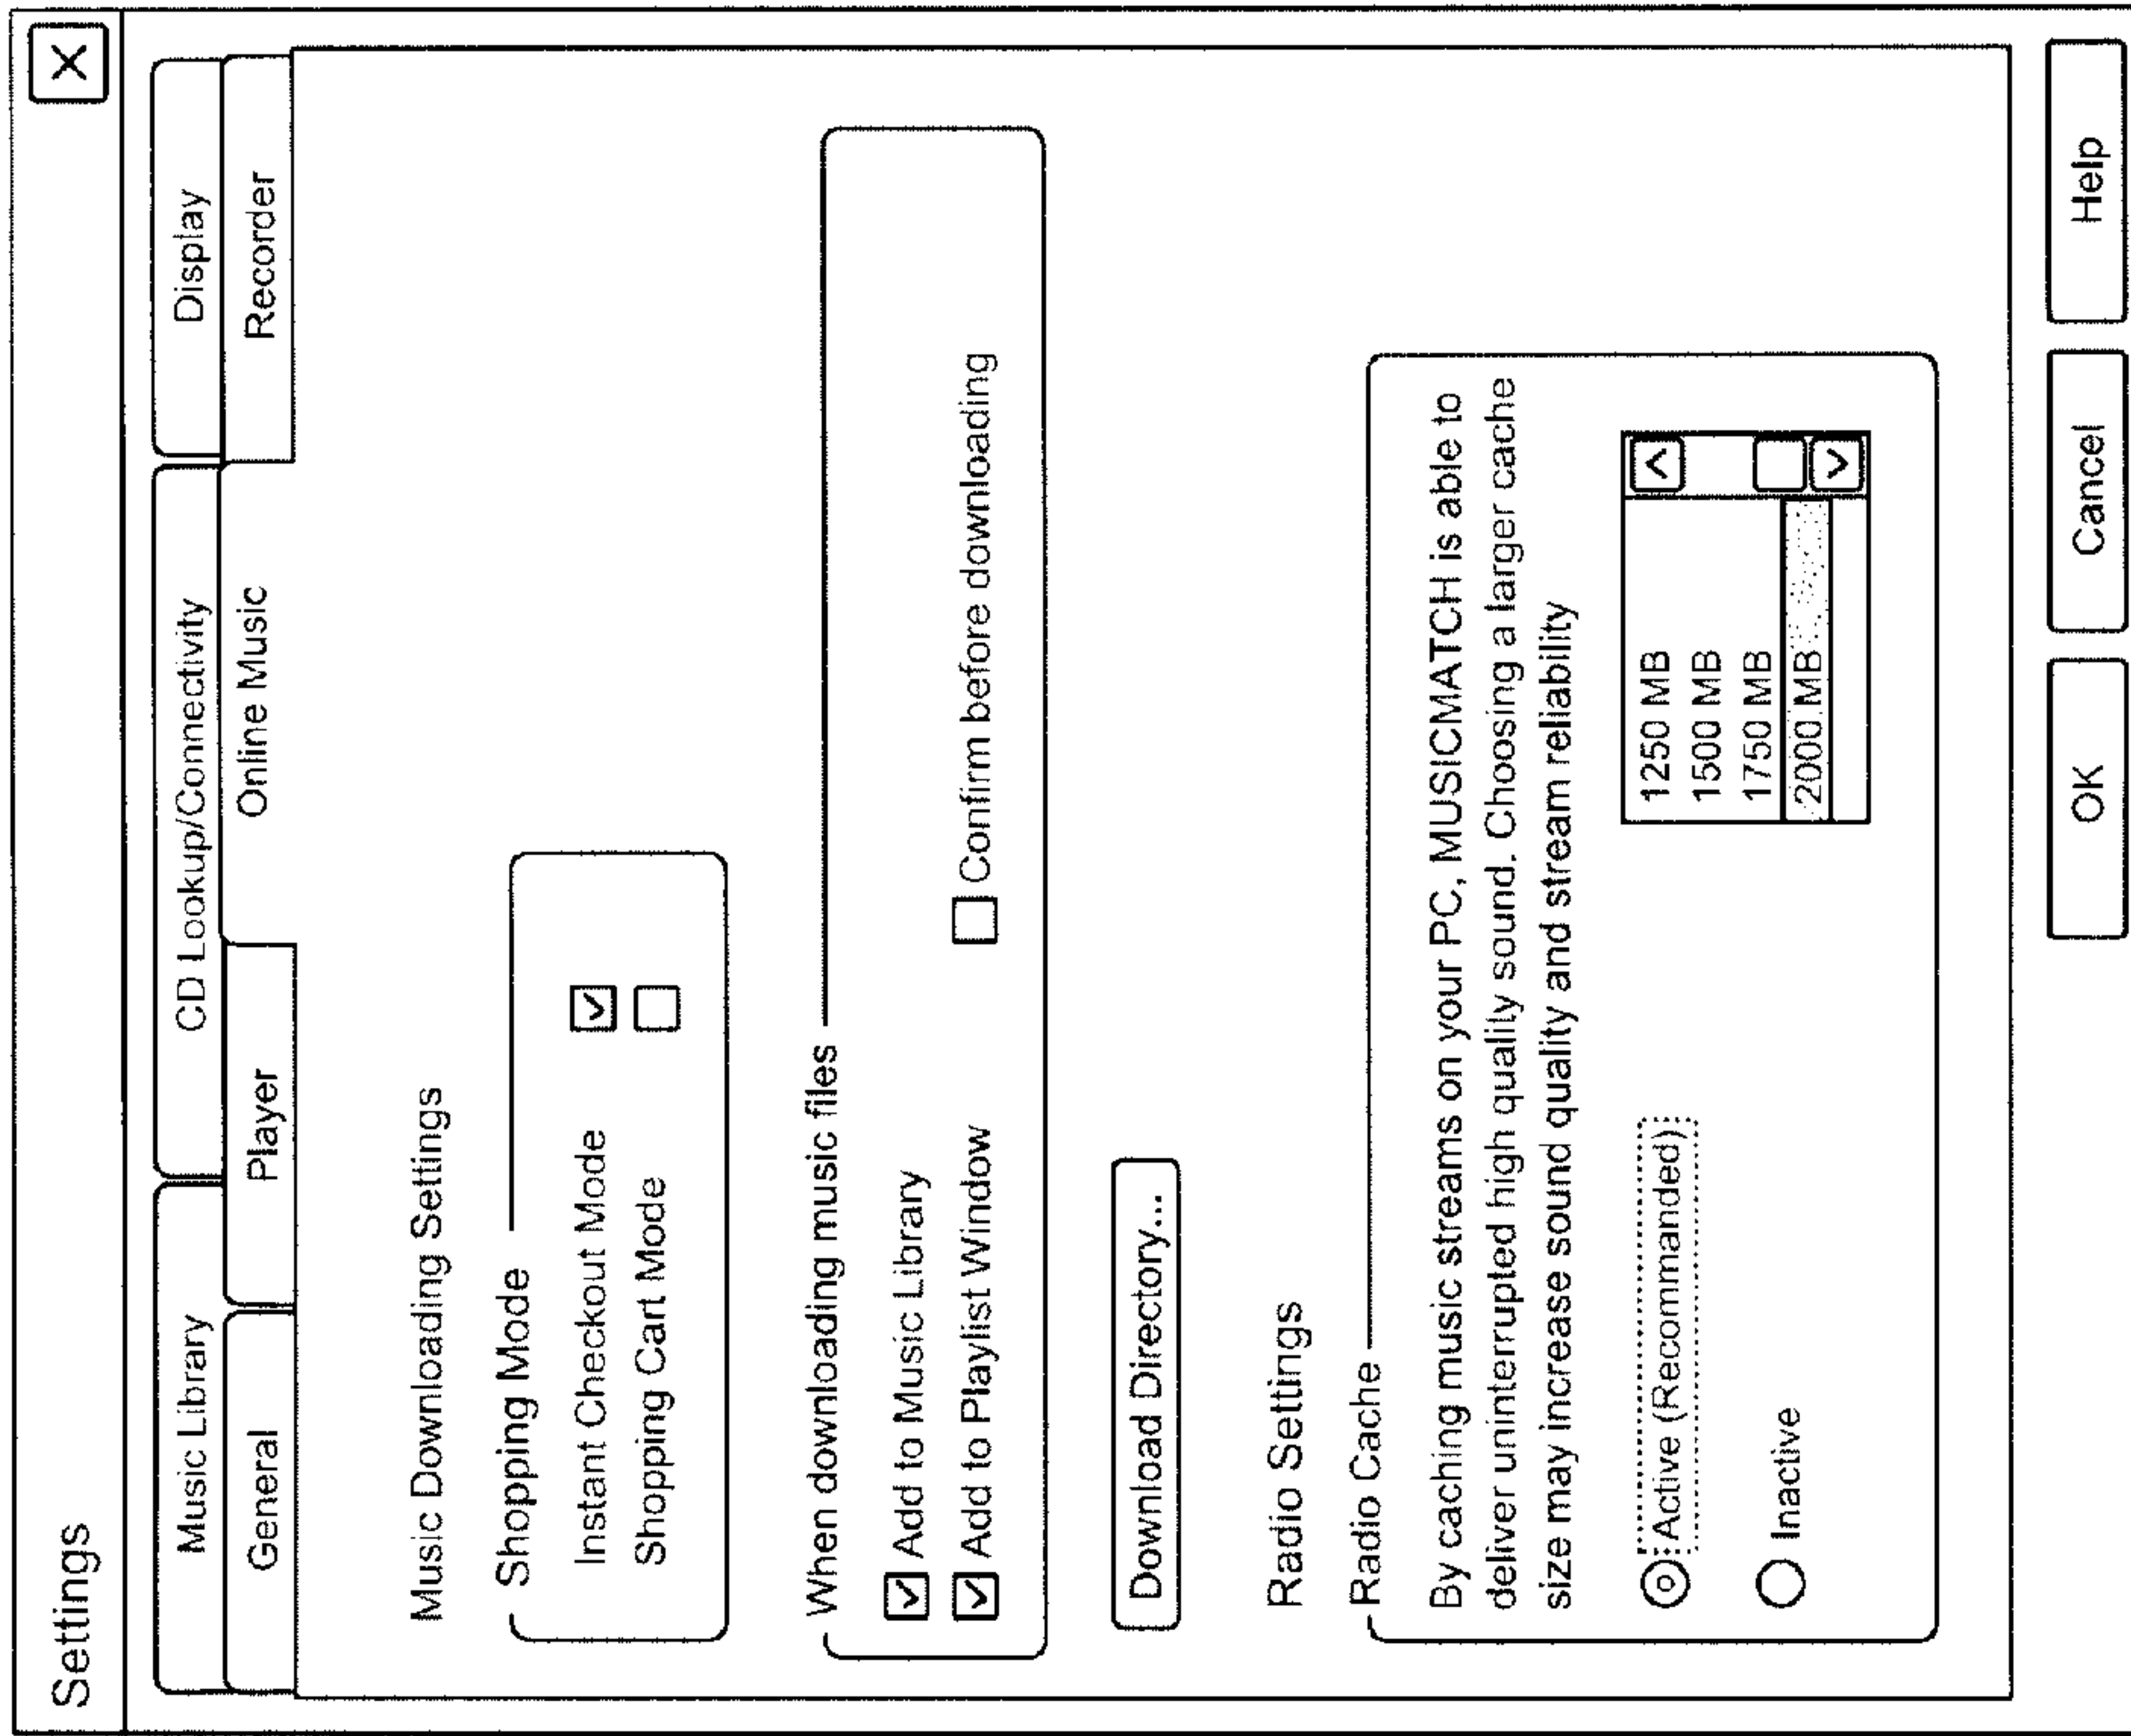 Settings
X
Music Library
CD Lookup/Connectivity
Display
General
Player
Online Music
Recorder
Music Downloading Settings
Shopping Mode
Instant Checkout Mode
Shopping Cart Mode
When downloading music files
Add to Music Library
Add to Playlist Window
Confirm before downloading
Download Directory...
Radio Settings
Radio Cache
By caching music streams on your PC, MUSICMATCH is able to
deliver uninterrupted high quality sound. Choosing a larger cache
size may increase sound quality and stream reliability
Active (Recommanded)
Inactive
1250 MB
1500 MB
1750 MB
2000 MB
OK
Cancel
Help